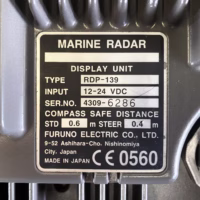 MARINE RADAR
DISPLAY UNIT
TYPE RDP-139
INPUT 12-24 VDC
SER.NO. 4309-6286
COMPASS SAFE DISTANCE
STD 0.6 m STEER 0.4 m
FURUNO ELECTRIC CO., LTD.
9-52 Ashihara-Cho, Nishinomiya
City, Japan
MADE IN JAPAN CE 0560